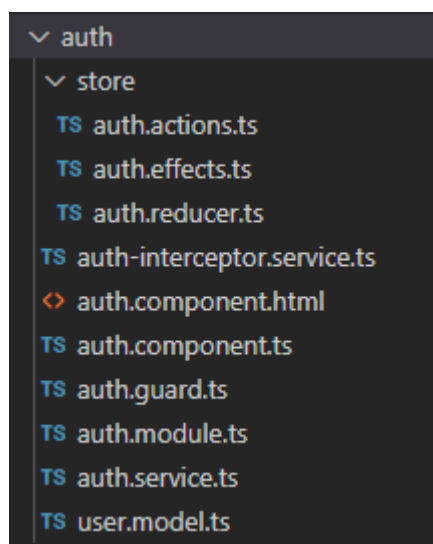 auth
store
TS auth.actions.ts
TS auth.effects.ts
TS auth.reducer.ts
TS auth-interceptor.service.ts
<> auth.component.html
TS auth.component.ts
TS auth.guard.ts
TS auth.module.ts
TS auth.service.ts
TS user.model.ts